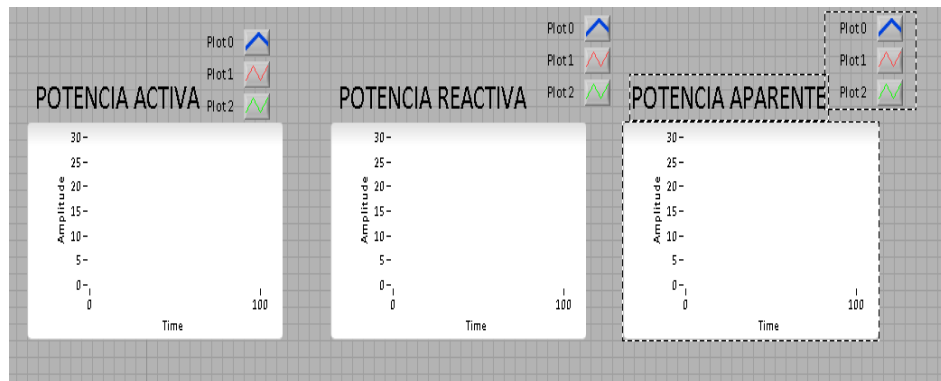 Plot0
Plot1
Plot2
POTENCIA ACTIVA
30
25
20
15
10
5
0
Amplitude
0 100
Time
Plot0
Plot1
Plot2
POTENCIA REACTIVA
30
25
20
15
10
5
0
Amplitude
0 100
Time
Plot0
Plot1
Plot2
POTENCIA APARENTE
30
25
20
15
10
5
0
Amplitude
0 100
Time